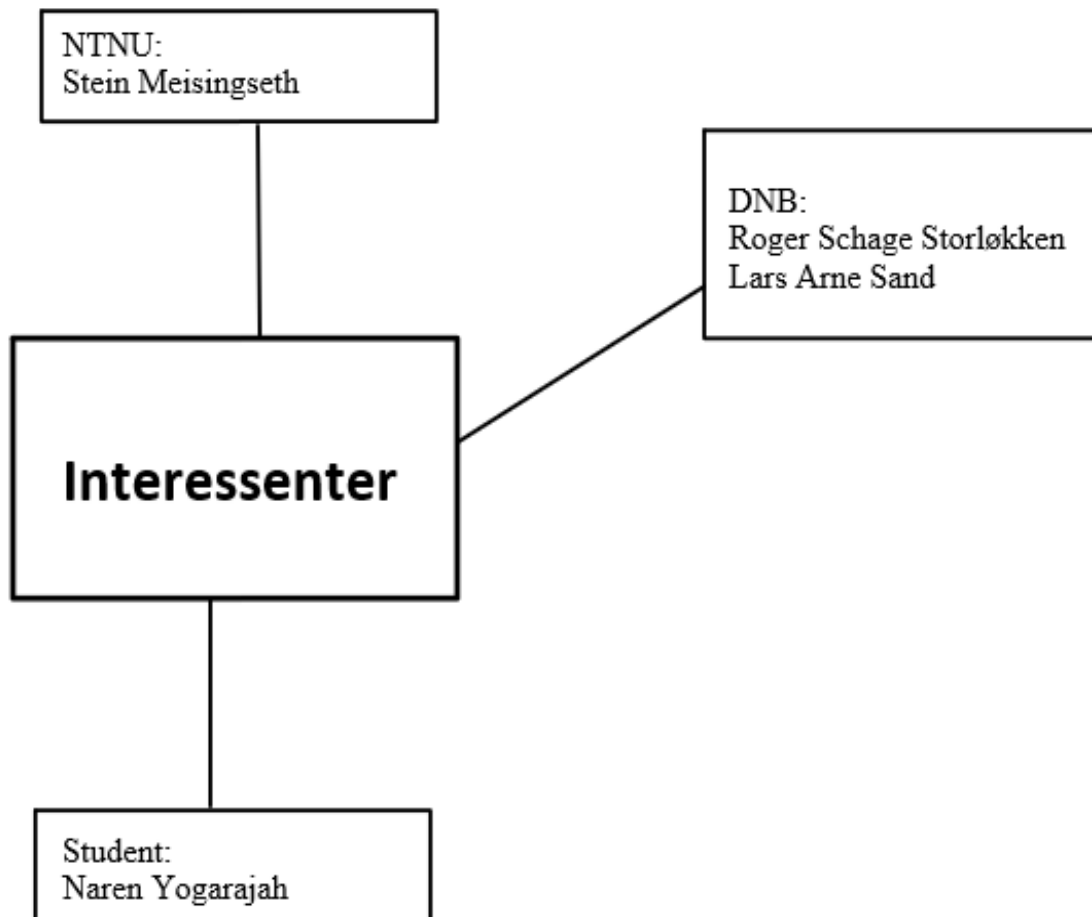 NTNU:
Stein Meisingseth
DNB:
Roger Schage Storløkken
Lars Arne Sand
Interessenter
Student:
Naren Yogarajah